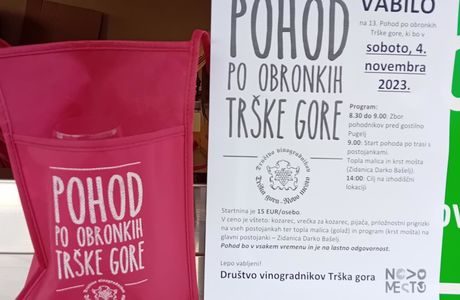 POHOD
PO OBRONKIH
TRŠKE GORE
POHOD
PO OBRONKIH
TRŠKE GORE
Društvo vinogradnikov
Trška gora, Novo mesto
VABILO
na 13. Pohod po obronkih
Trške gore, ki bo v
soboto, 4.
novembra
2023.
Program:
8.30 do 9.00: Zbor
pohodnikov pred gostilno
Pugelj
9.00: Start pohoda po trasi s
postojankami.
Topla malica in krst mošta
(Zidanica Darko Bašelj).
14:00: Cilj na izhodiščni
lokaciji
Startnina je 15 EUR/osebo.
V ceno je všteto: kozarec, vrečka za kozarec, pijača, priložnostni prigrizki
na vseh postojankah ter topla malica (golaž) in program (krst mošta) na
glavni postojanki – Zidanica Darko Bašelj.
Pohod bo v vsakem vremenu in je na lastno odgovornost.
Lepo vabljeni!
Društvo vinogradnikov Trška gora
NOVO
MESTO